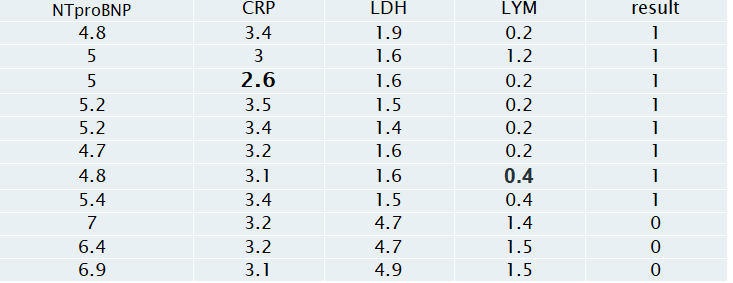 NTproBNP CRP LDH LYM result
4.8 3.4 1.9 0.2 1
5 3 1.6 1.2 1
5 2.6 1.6 0.2 1
5.2 3.5 1.5 0.2 1
5.2 3.4 1.4 0.2 1
4.7 3.2 1.6 0.2 1
4.8 3.1 1.6 0.4 1
5.4 3.4 1.5 0.4 1
7 3.2 4.7 1.4 0
6.4 3.2 4.7 1.5 0
6.9 3.1 4.9 1.5 0